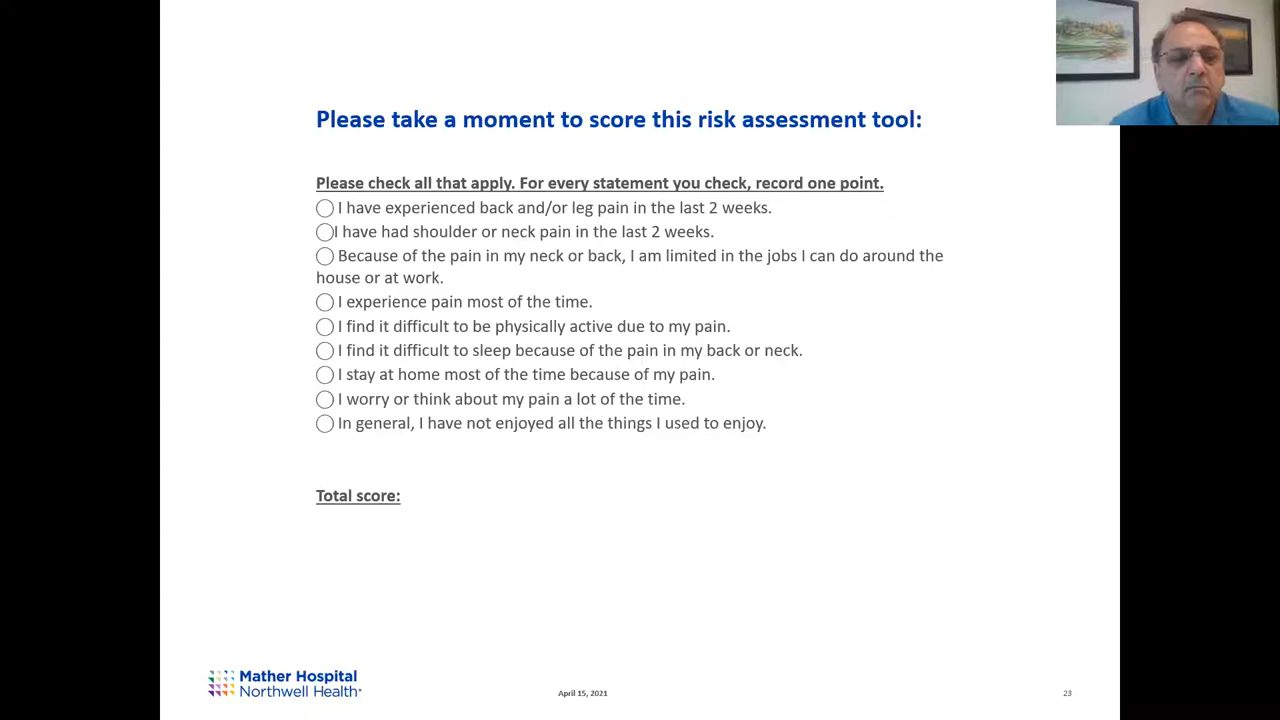 Please take a moment to score this risk assessment tool:
Please check all that apply. For every statement you check, record one point.
I have experienced back and/or leg pain in the last 2 weeks.
I have had shoulder or neck pain in the last 2 weeks.
Because of the pain in my neck or back, I am limited in the jobs I can do around the
house or at work.
I experience pain most of the time.
I find it difficult to be physically active due to my pain.
I find it difficult to sleep because of the pain in my back or neck.
I stay at home most of the time because of my pain.
I worry or think about my pain a lot of the time.
In general, I have not enjoyed all the things I used to enjoy.
Total score:
Mather Hospital
Northwell Health®
April 15, 2021
23